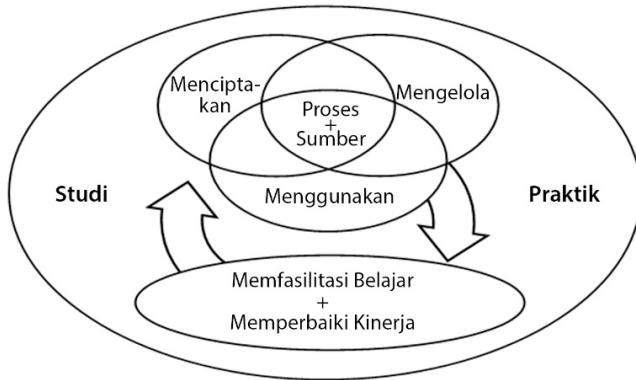 Mencipta-
kan
Mengelola
Proses
+
Sumber
Studi
Menggunakan
Praktik
Memfasilitasi Belajar
+
Memperbaiki Kinerja